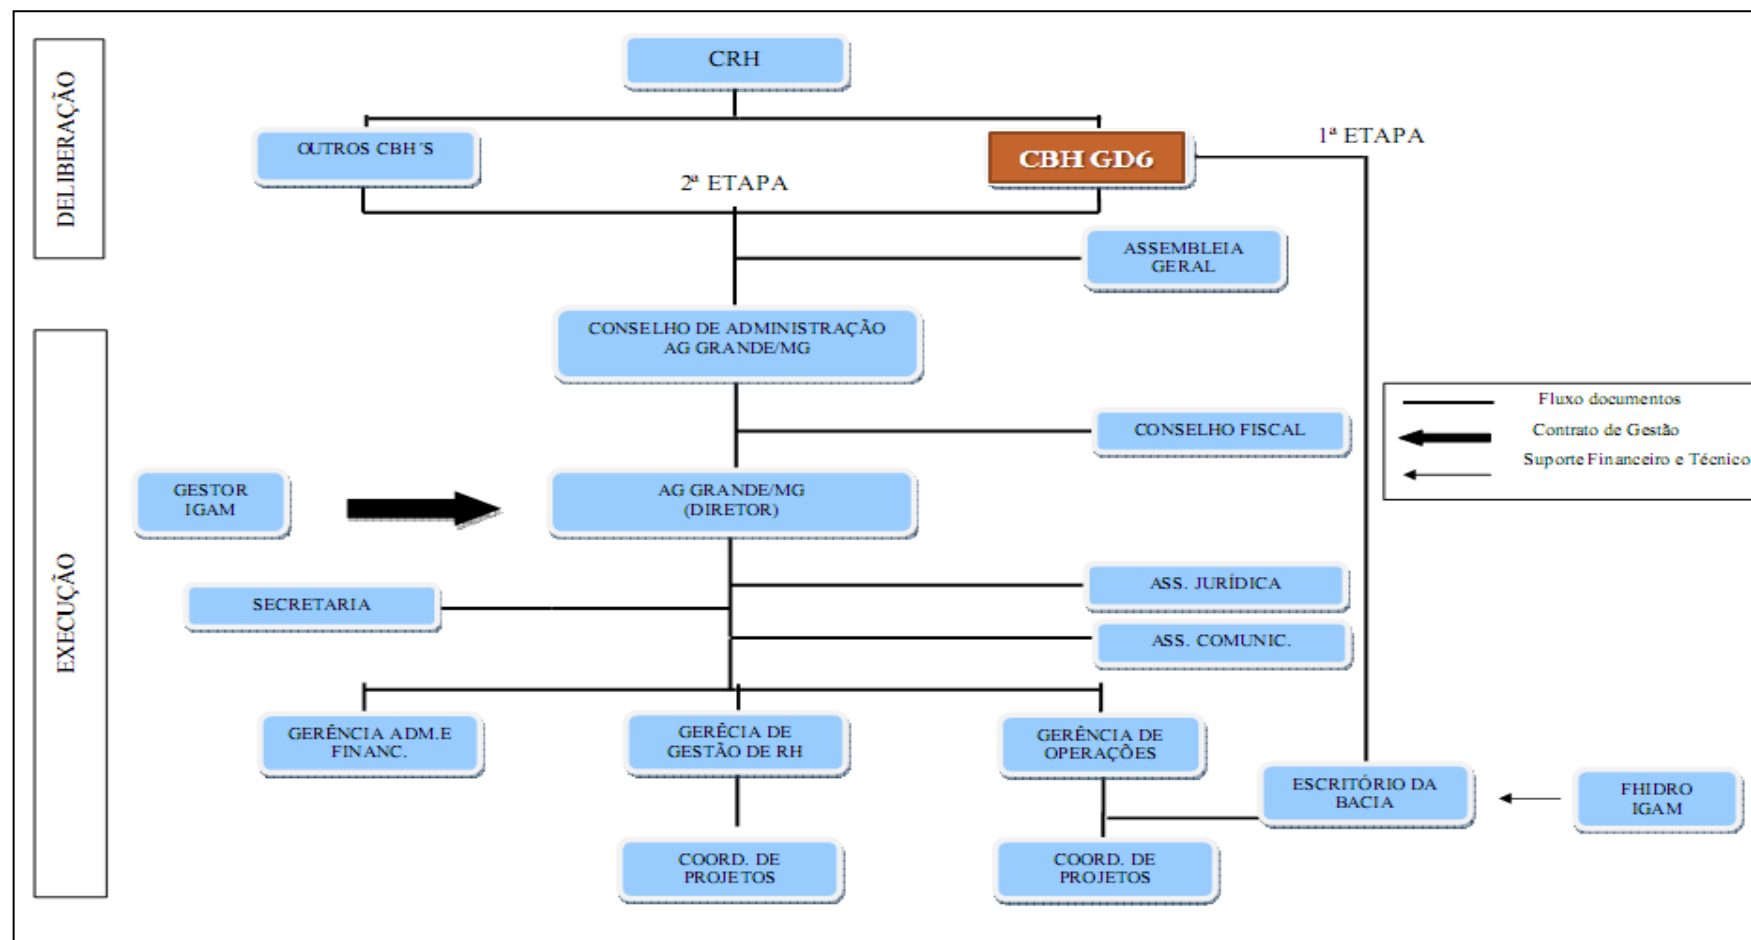 DELIBERAÇÃO
CRH
OUTROS CBH´S
CBH GD6
1ª ETAPA
2ª ETAPA
ASSEMBLEIA
GERAL
EXECUÇÃO
CONSELHO DE ADMINISTRAÇÃO
AG GRANDE/MG
Fluxo documentos
Contrato de Gestão
Suporte Financeiro e Técnico
CONSELHO FISCAL
GESTOR
IGAM
AG GRANDE/MG
(DIRETOR)
ASS. JURÍDICA
SECRETARIA
ASS. COMUNIC.
GERÊNCIA ADM.E
FINANC.
GERÊCIA DE
GESTÃO DE RH
GERÊNCIA DE
OPERAÇÕES
ESCRITÓRIO DA
BACIA
FHIDRO
IGAM
COORD. DE
PROJETOS
COORD. DE
PROJETOS